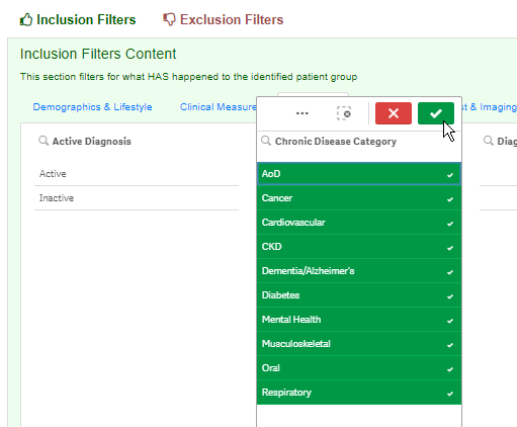 Inclusion Filters
Exclusion Filters
Inclusion Filters Content
This section filters for what HAS happened to the identified patient group
Demographics & Lifestyle
Clinical Measure
& Imaging
Active Diagnosis
Active
Inactive
Chronic Disease Category
AoD
Cancer
Cardiovascular
CKD
Dementia/Alzheimer's
Diabetes
Mental Health
Musculoskeletal
Oral
Respiratory
Diag